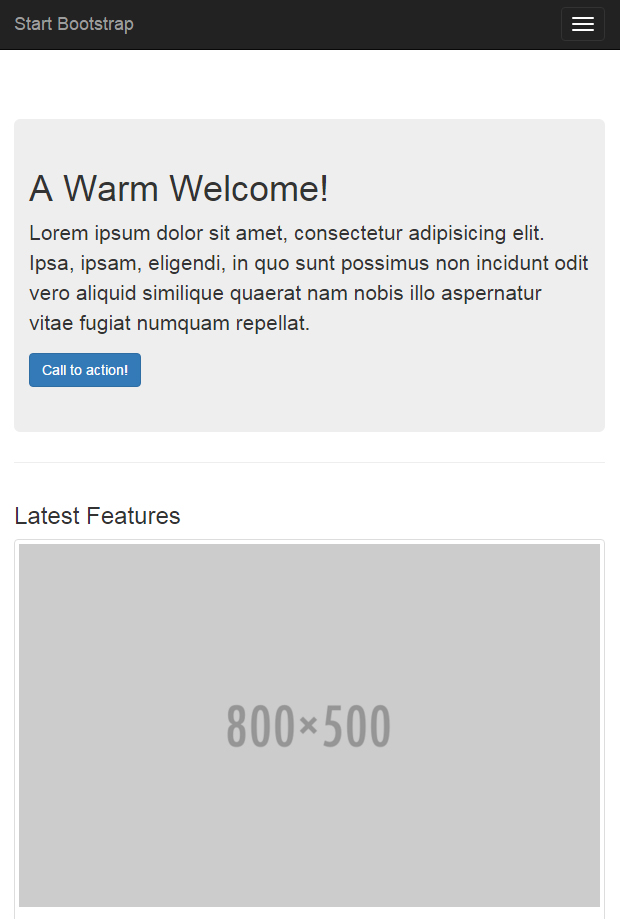 Start Bootstrap
A Warm Welcome!
Lorem ipsum dolor sit amet, consectetur adipisicing elit.
Ipsa, ipsam, eligendi, in quo sunt possimus non incidunt odit
vero aliquid similique quaerat nam nobis illo aspernatur
vitae fugiat numquam repellat.
Call to action!
Latest Features
800×500